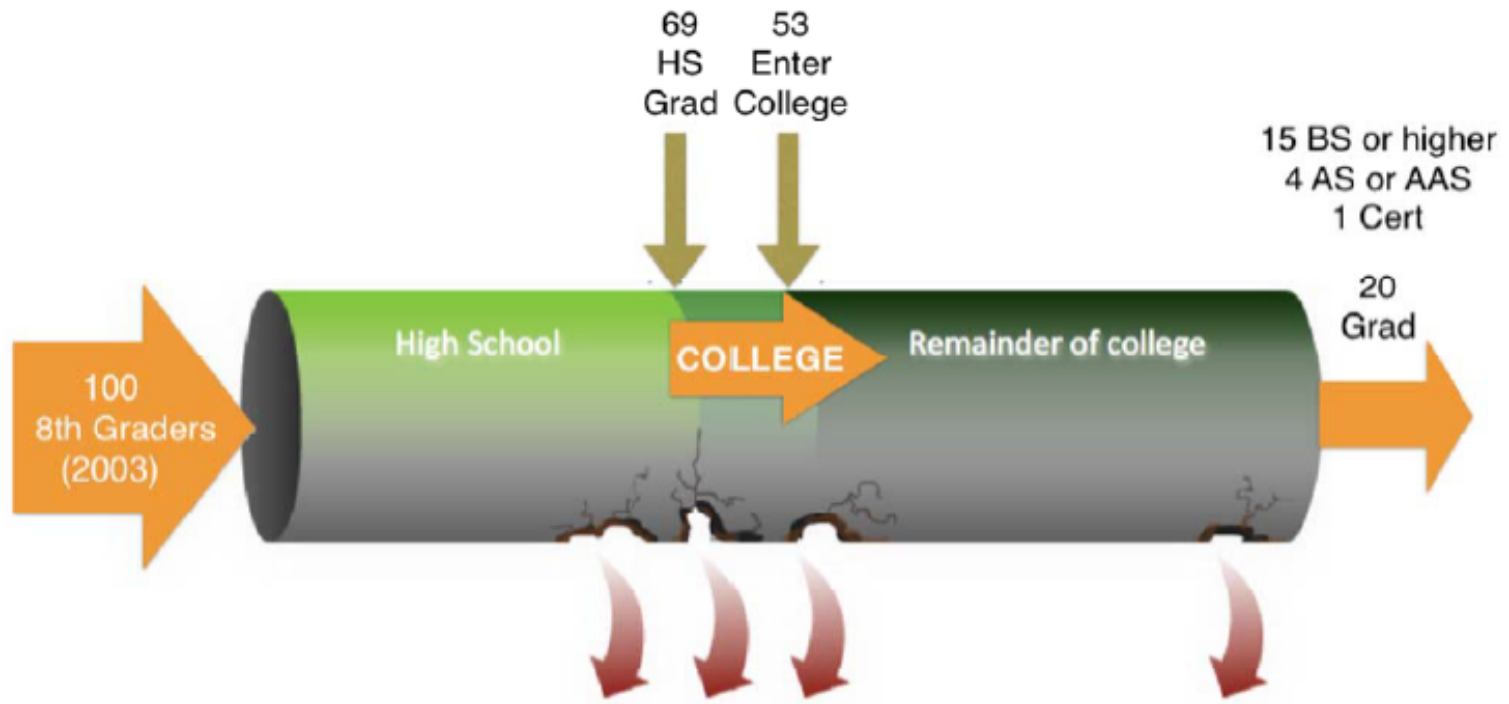 69
HS
Grad
53
Enter
College
15 BS or higher
4 AS or AAS
1 Cert
20
Grad
High School
COLLEGE
Remainder of college
100
8th Graders
(2003)